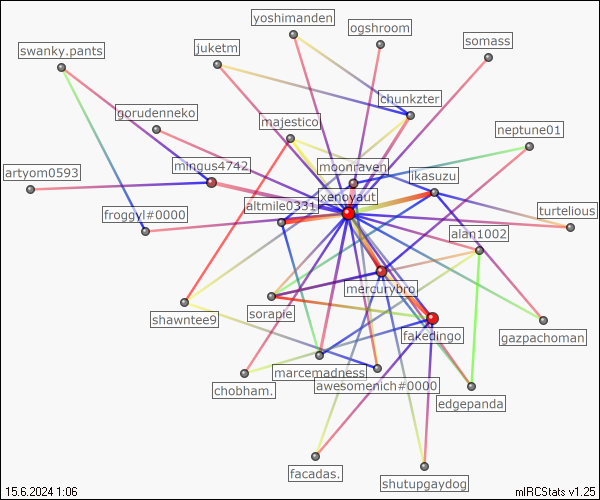 yoshimanden
ogshroom
swanky.pants
juketm
somass
chunkzter
gorudenneko
majestico
neptune01
mingus4742
moonraven
artyom0593
likasuzu
xenoyaut
altmile0331
froggyl#0000
turtelious
alan1002
mercurybro
shawntee9
sorapie
fakedingo
gazpachoman
marcemadness
chobham.
awesomenich#0000
edgepanda
facadas.
shutupgaydog
15.6.2024 1:06
mIRCStats v1.25